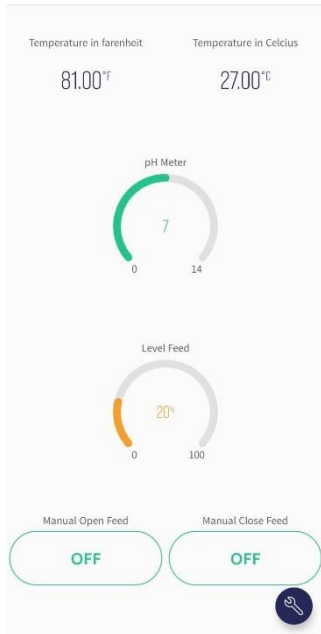 Temperature in farenheit Temperature in Celcius
81.00°F 27.00°C
pH Meter
7
0 14
Level Feed
20%
0 100
Manual Open Feed Manual Close Feed
OFF OFF